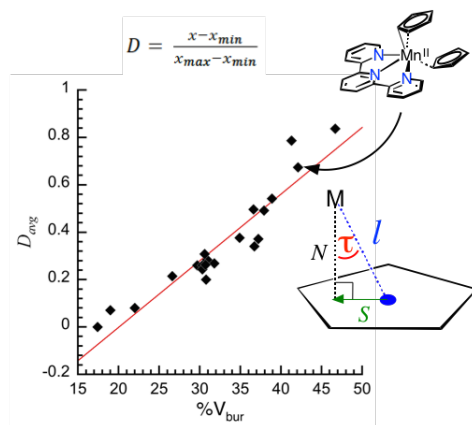 D = x-x_min / x_max-x_min
Mn^II
N
N
N
N
1
0.8
0.6
0.4
0.2
0
-0.2
D_avg
15 20 25 30 35 40 45 50
%V_bur
M
N
τ
l
S